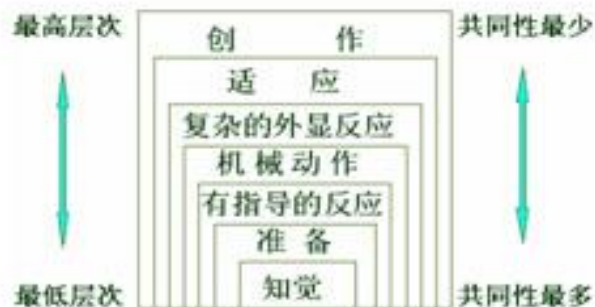 最高层次
创 作
共同性最少
适 应
复杂的外显反应
机械动作
有指导的反应
准 备
知觉
最低层次
共同性最多